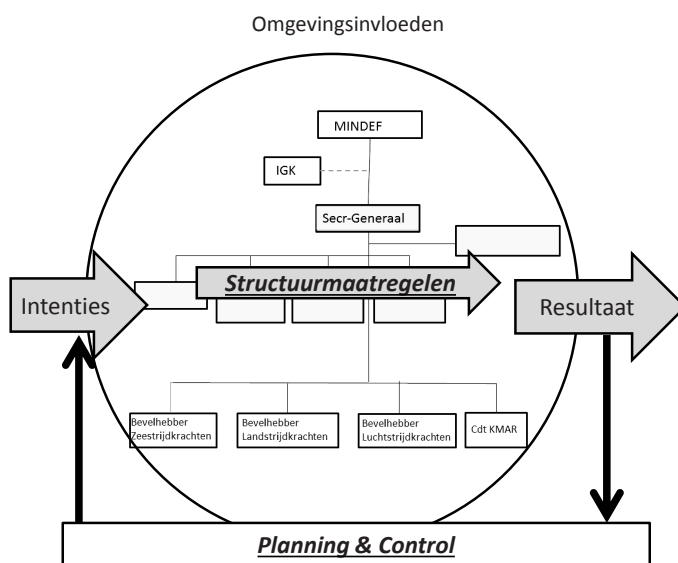 Omgevingsinvloeden
MINDEF
IGK
Secr-Generaal
Structuurmaatregelen
Intenties
Resultaat
Bevelhebber
Zeestrijdkrachten
Bevelhebber
Landstrijdkrachten
Bevelhebber
Luchtstrijdkrachten
Cdt KMAR
Planning & Control